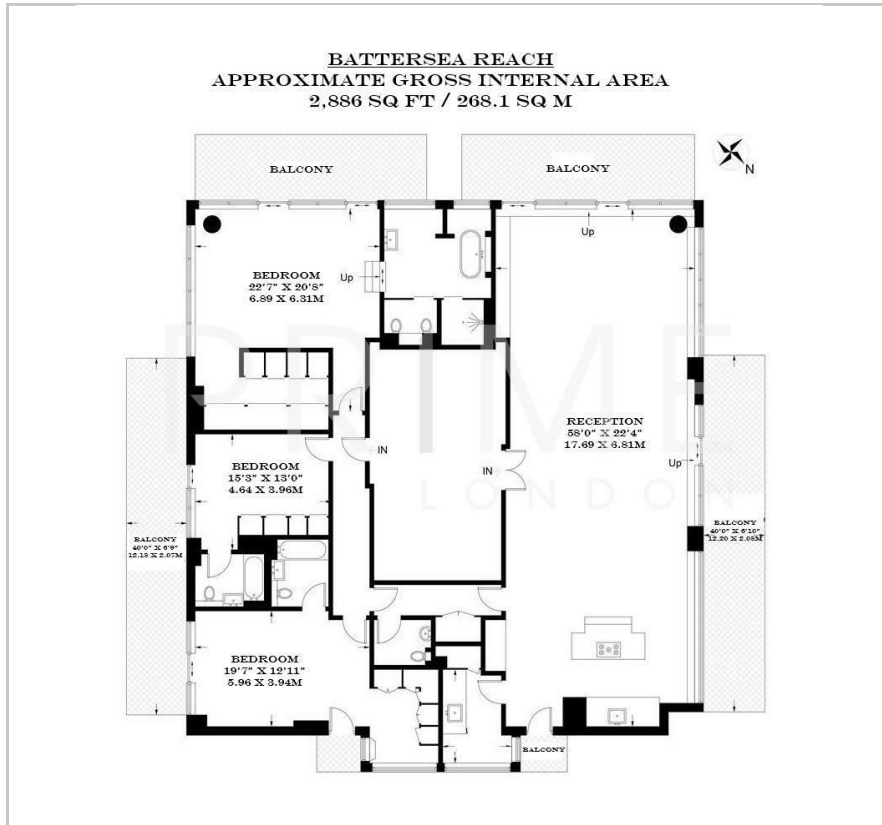 BATTERSEA REACH
APPROXIMATE GROSS INTERNAL AREA
2,886 SQ FT / 268.1 SQ M
BALCONY
BALCONY
N
Up
BEDROOM
22'7" X 20'8"
6.89 X 6.31M
Up
PRIME
LONDON
RECEPTION
58'0" X 22'4"
17.69 X 6.81M
Up
IN
IN
BEDROOM
15'3" X 13'0"
4.64 X 3.96M
BALCONY
40'0" X 6'9"
12.18 X 2.07M
BALCONY
40'0" X 6'10"
12.20 X 2.08M
BEDROOM
19'7" X 12'11"
5.96 X 3.94M
BALCONY